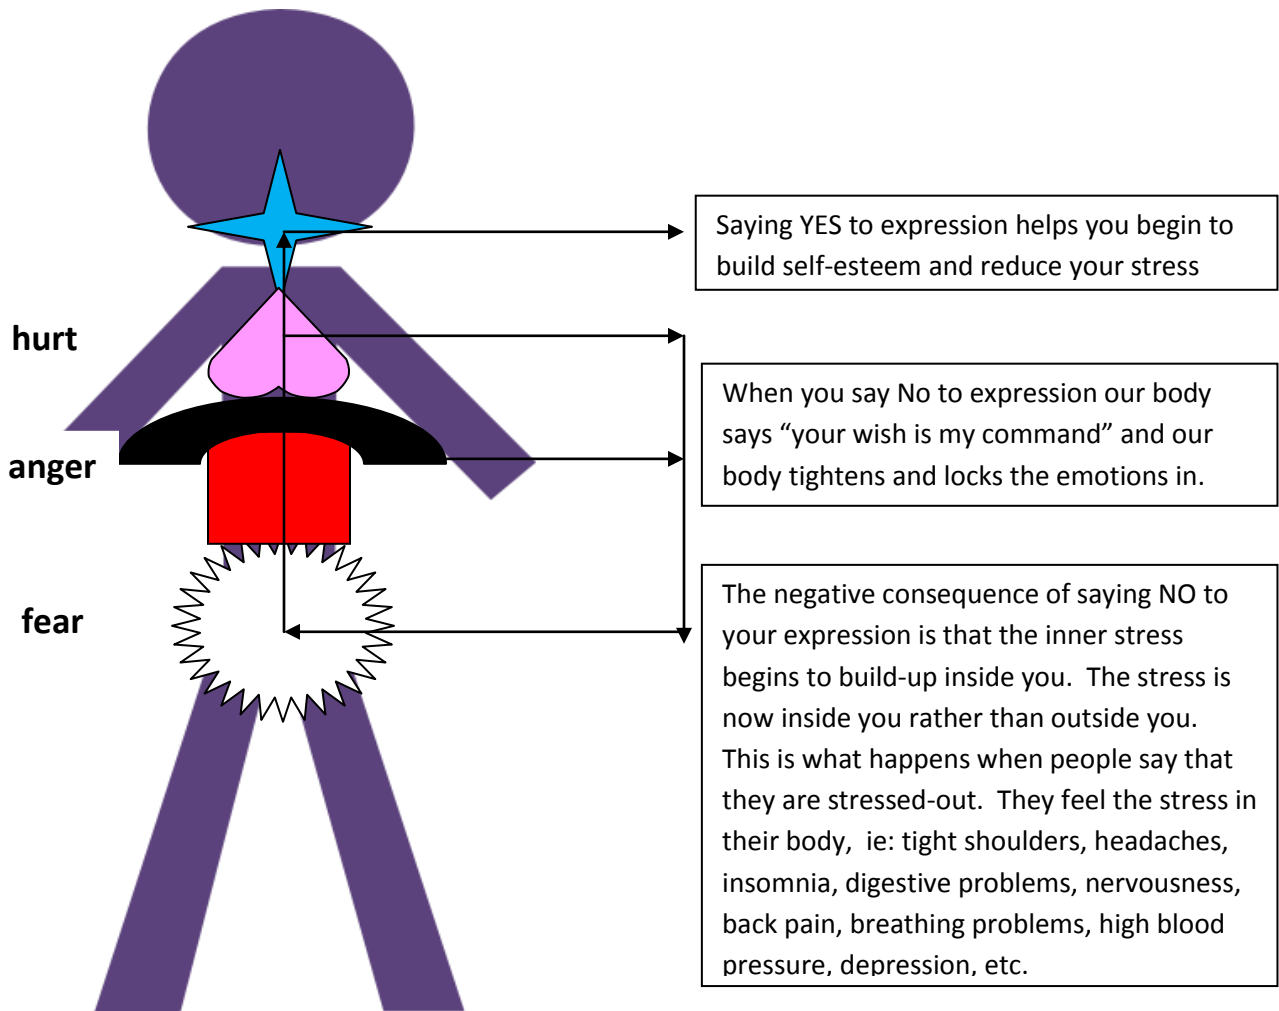 Saying YES to expression helps you begin to
build self-esteem and reduce your stress
hurt
When you say No to expression our body
says “your wish is my command” and our
body tightens and locks the emotions in.
anger
fear
The negative consequence of saying NO to
your expression is that the inner stress
begins to build-up inside you.  The stress is
now inside you rather than outside you.
This is what happens when people say that
they are stressed-out.  They feel the stress in
their body,  ie: tight shoulders, headaches,
insomnia, digestive problems, nervousness,
back pain, breathing problems, high blood
pressure, depression, etc.